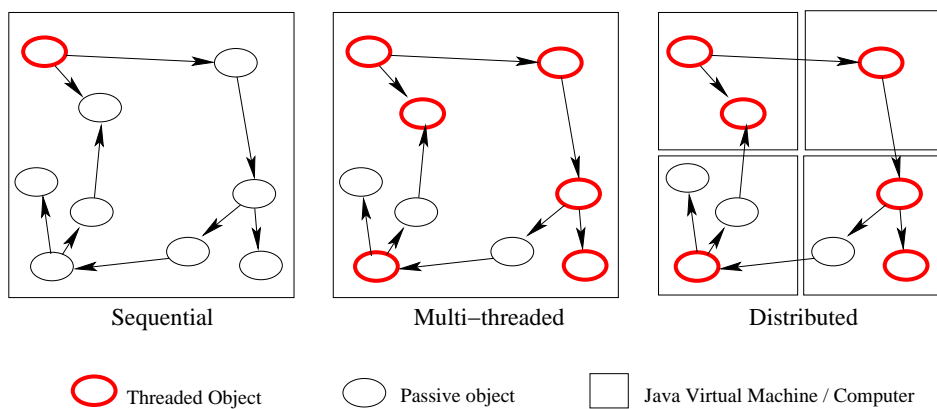 Sequential
Multi−threaded
Distributed
Threaded Object
Passive object
Java Virtual Machine / Computer